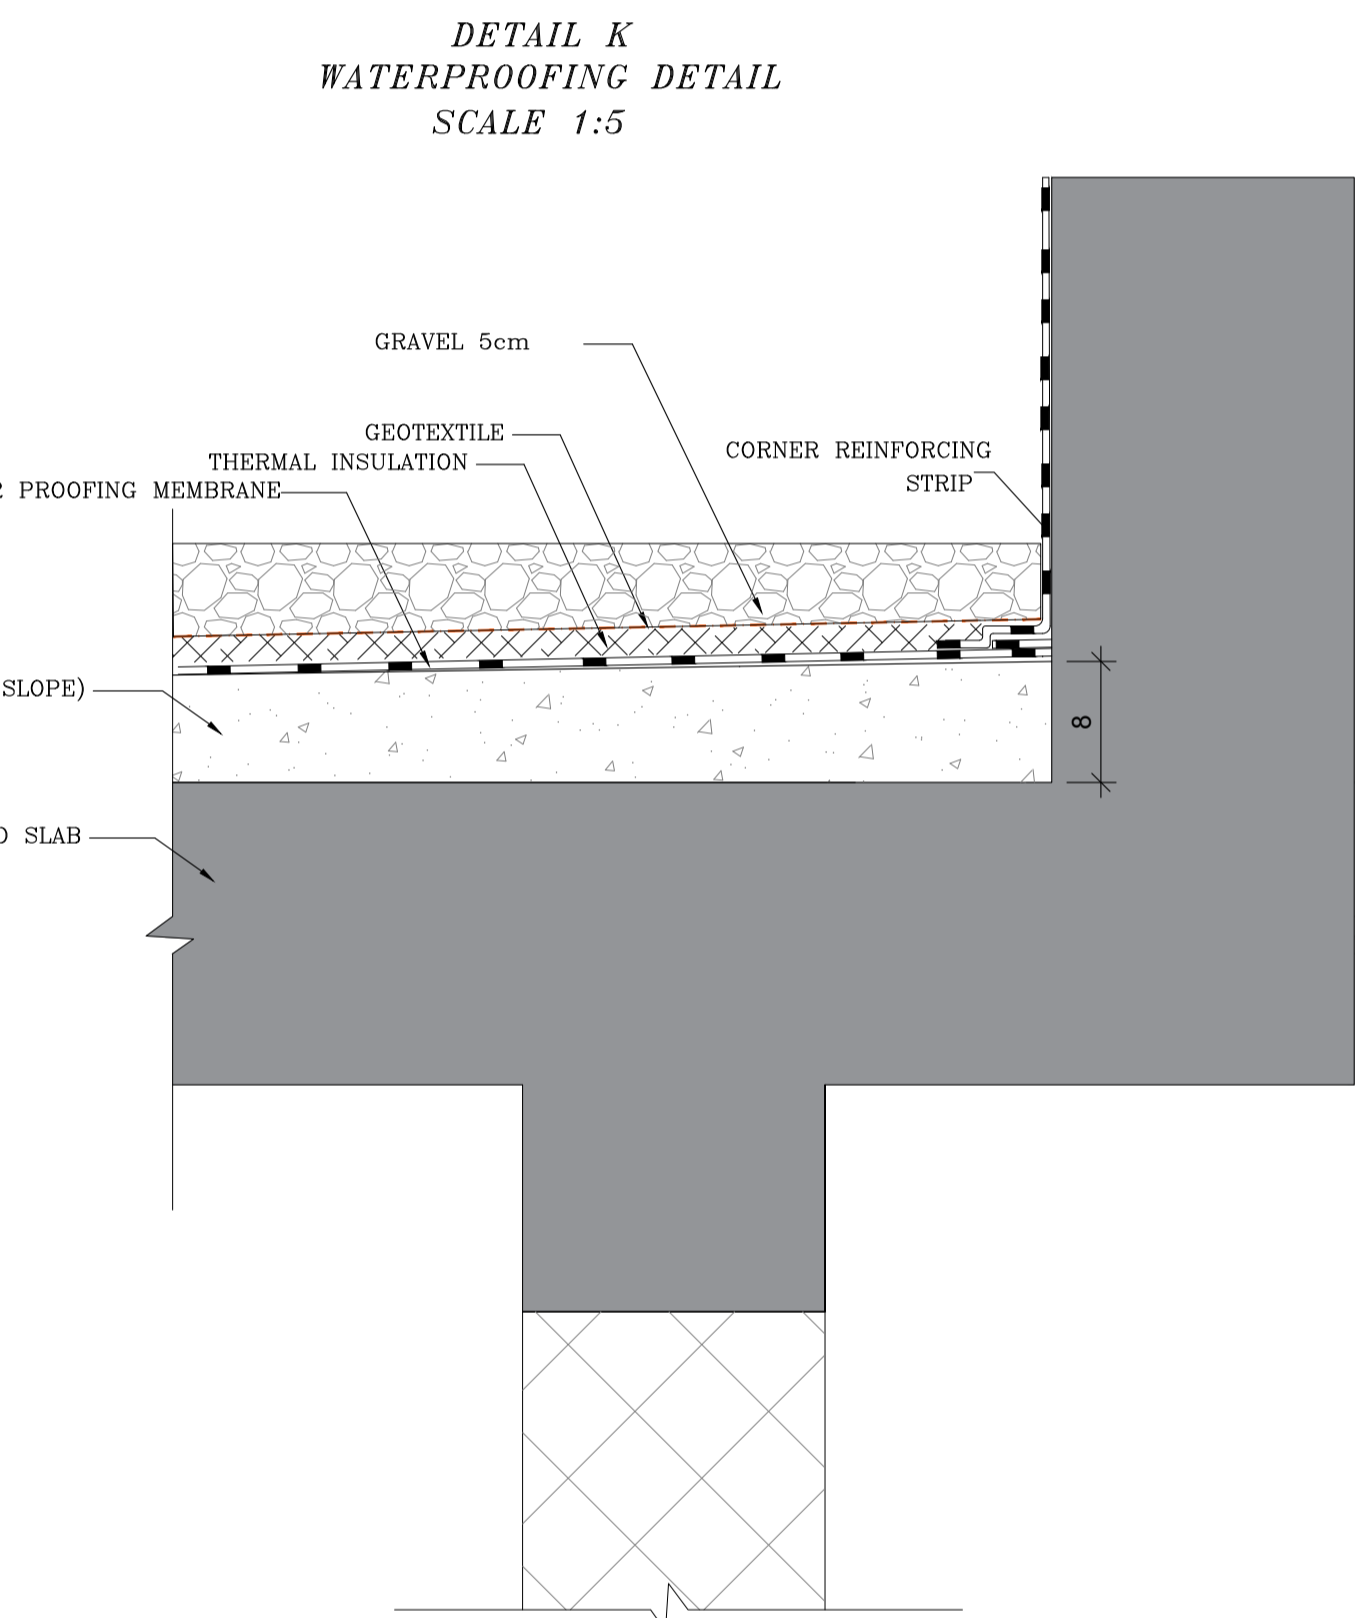 DETAIL K
WATERPROOFING DETAIL
SCALE 1:5
GRAVEL 5cm
GEOTEXTILE
THERMAL INSULATION
CORNER REINFORCING
STRIP
PROOFING MEMBRANE
SLOPE)
8
SLAB